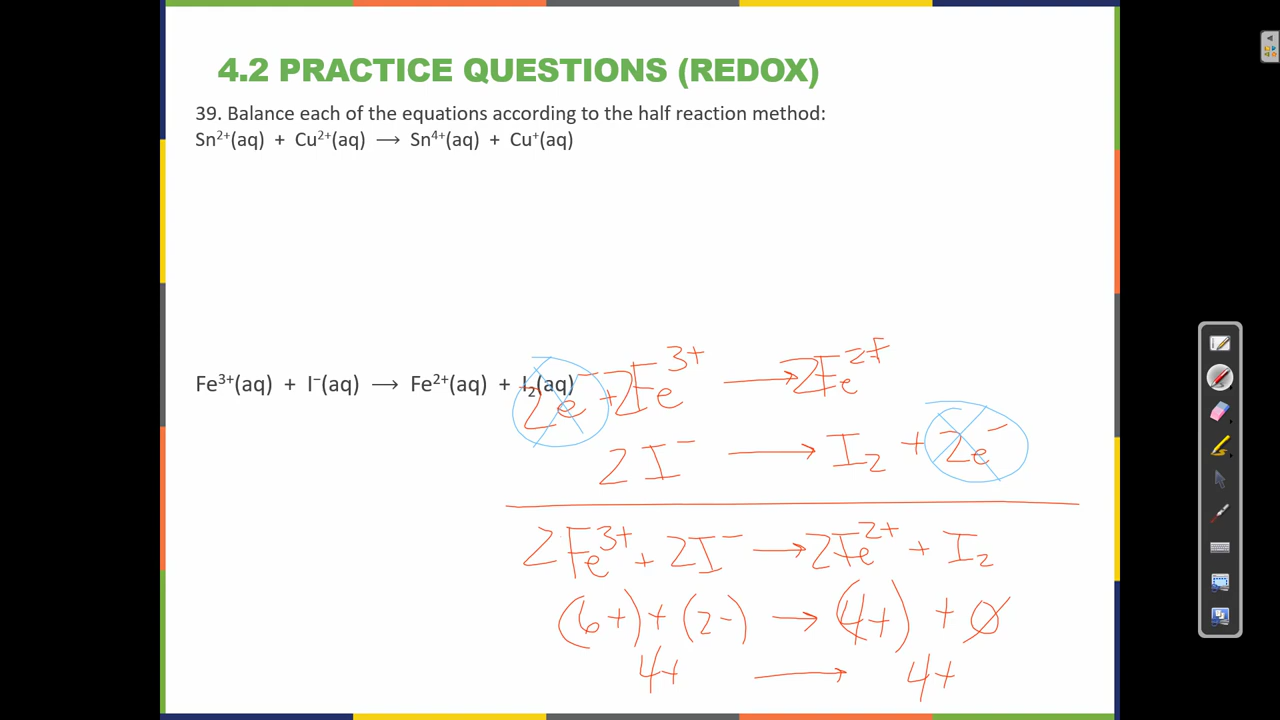 4.2 PRACTICE QUESTIONS (REDOX)
39. Balance each of the equations according to the half reaction method:
Sn²⁺(aq) + Cu²⁺(aq) ⟶ Sn⁴⁺(aq) + Cu⁺(aq)
Fe³⁺(aq) + I⁻(aq) ⟶ Fe²⁺(aq) + I₂(aq)
2e⁻ + 2Fe³⁺ ⟶ 2Fe²⁺
2I⁻ ⟶ I₂ + 2e⁻
2Fe³⁺ + 2I⁻ ⟶ 2Fe²⁺ + I₂
(6+) + (2-) ⟶ (4+) + 0
4+ ⟶ 4+